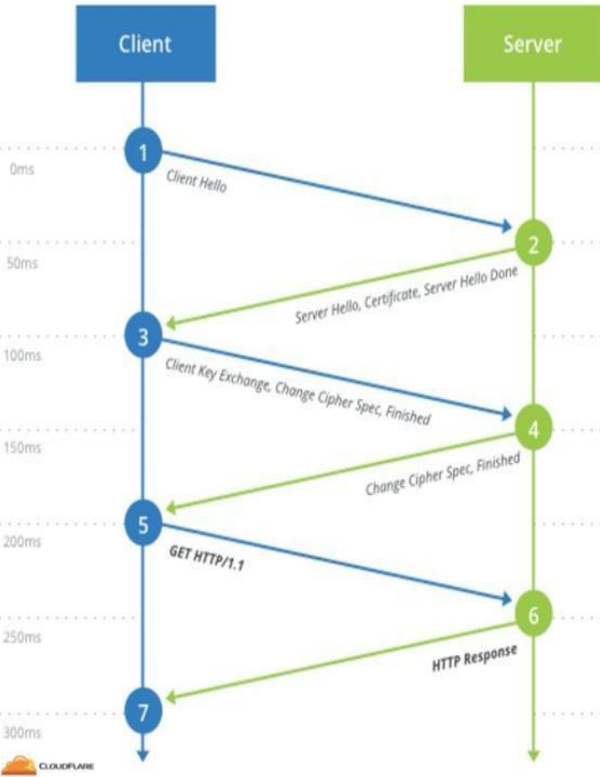 Client
Server
1
0ms
Client Hello
2
50ms
Server Hello, Certificate, Server Hello Done
3
100ms
Client Key Exchange, Change Cipher Spec, Finished
4
150ms
Change Cipher Spec, Finished
5
200ms
GET HTTP/1.1
6
250ms
HTTP Response
7
300ms
CLOUDFLARE